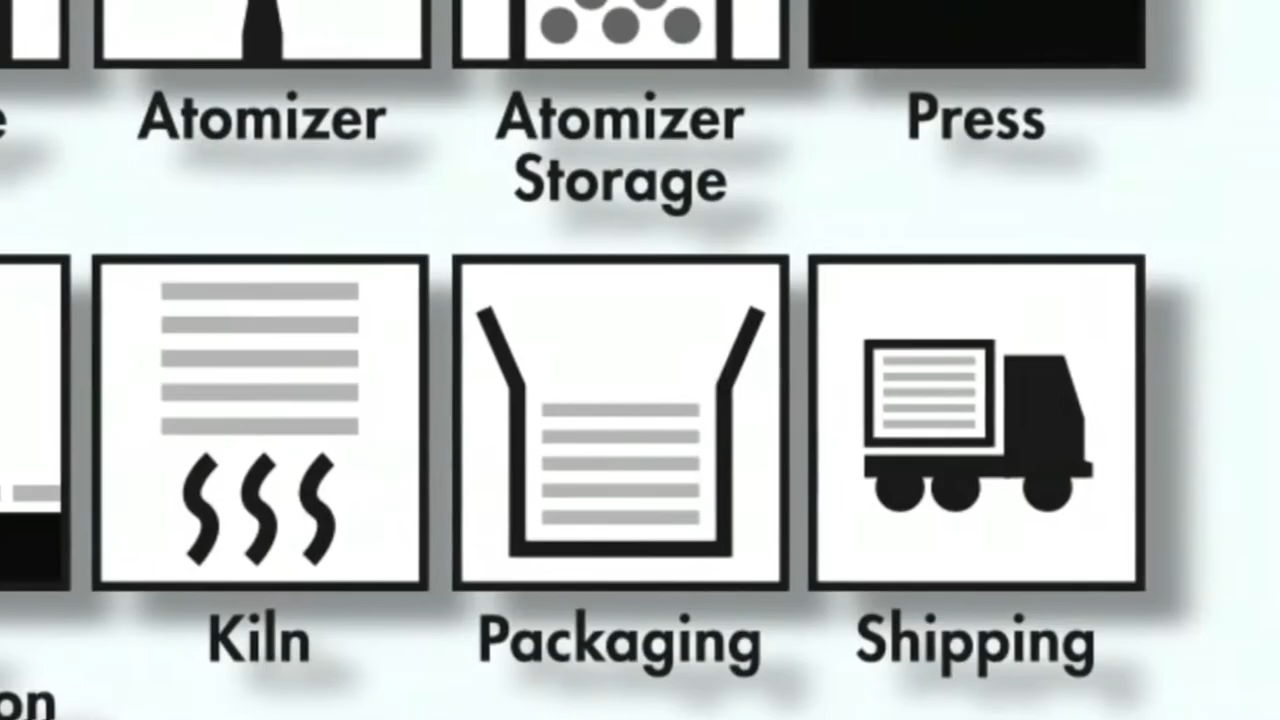 Atomizer
Atomizer
Storage
Press
Kiln
Packaging
Shipping